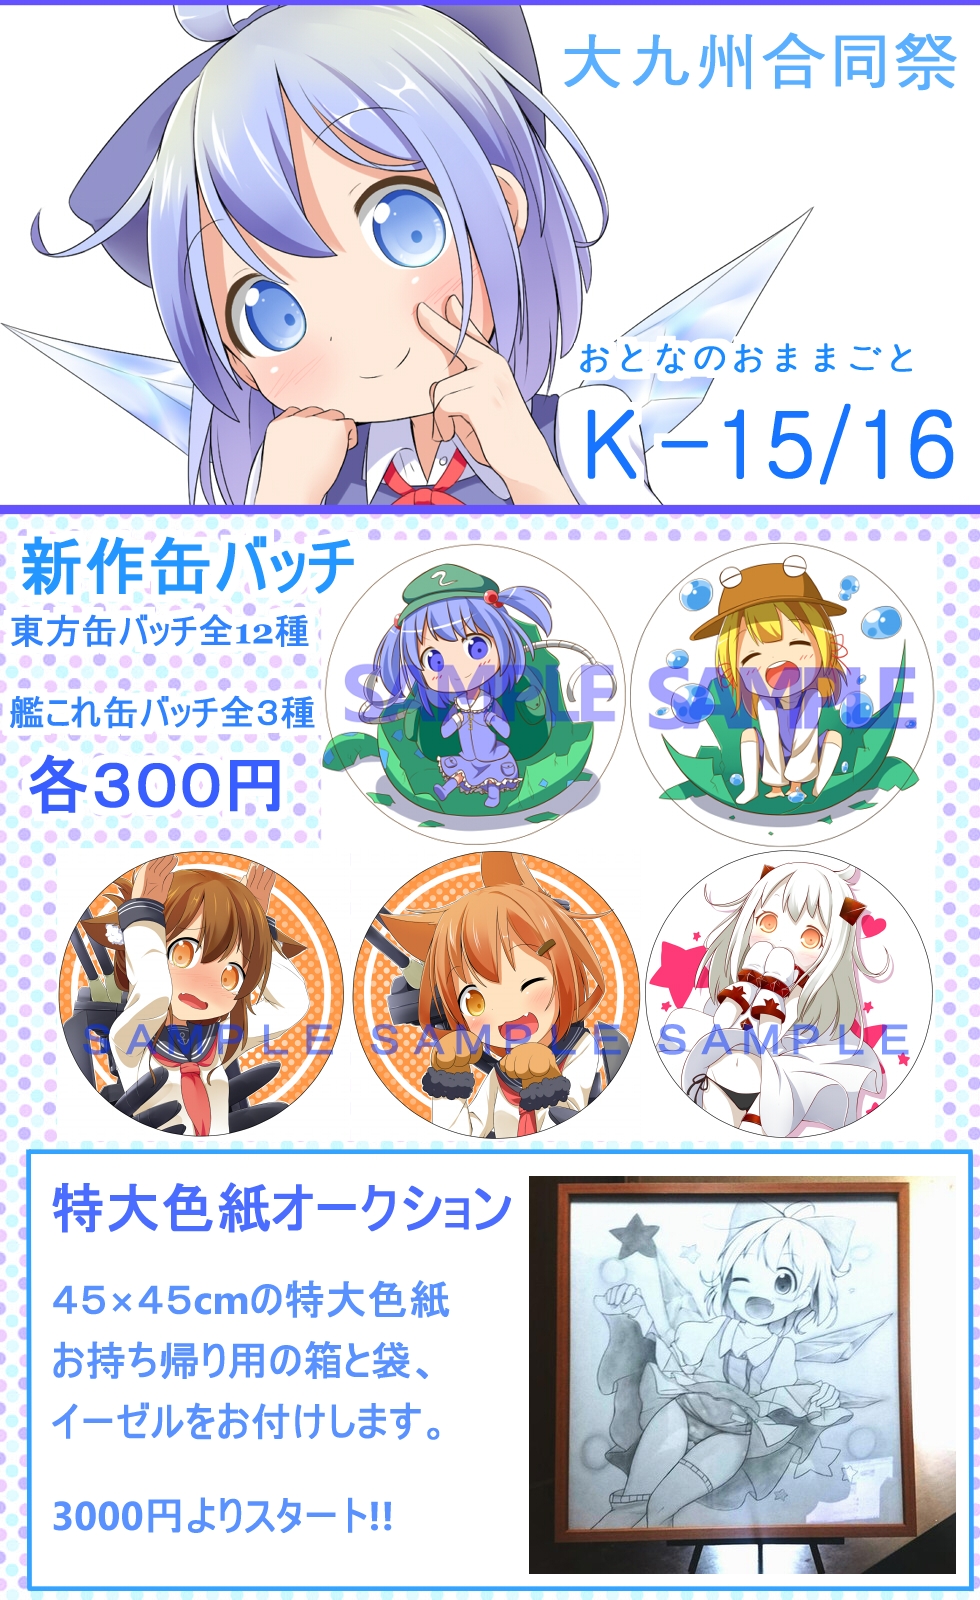 大九州合同祭
おとなのおままごと
K-15/16
新作缶バッチ
東方缶バッチ全12種
艦これ缶バッチ全3種
各300円
SAMPLE
SAMPLE
SAMPLE
SAMPLE
SAMPLE
特大色紙オークション
45×45cmの特大色紙
お持ち帰り用の箱と袋、
イーゼルをお付けします。
3000円よりスタート!!